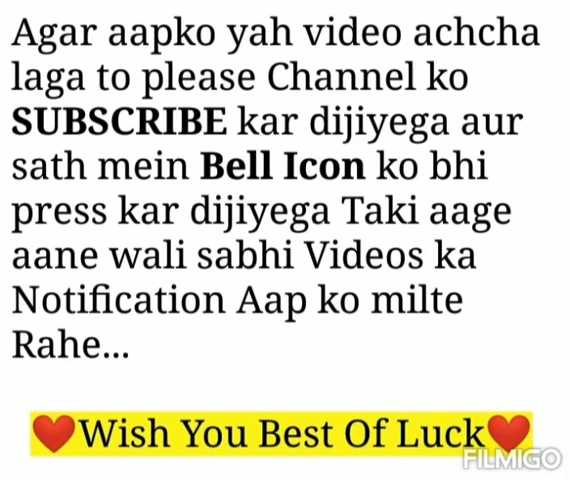 Agar aapko yah video achcha
laga to please Channel ko
SUBSCRIBE kar dijiyega aur
sath mein Bell Icon ko bhi
press kar dijiyega Taki aage
aane wali sabhi Videos ka
Notification Aap ko milte
Rahe...
❤️Wish You Best Of Luck❤️
FILMIGO